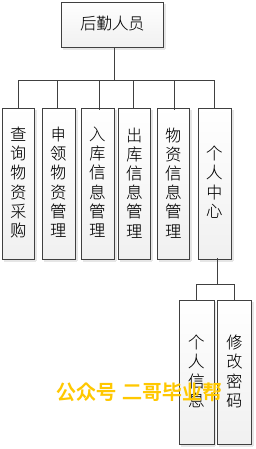 后勤人员
查询物资采购
申领物资管理
入库信息管理
出库信息管理
物资信息管理
个人中心
个人信息
修改密码
公众号 二哥毕业帮